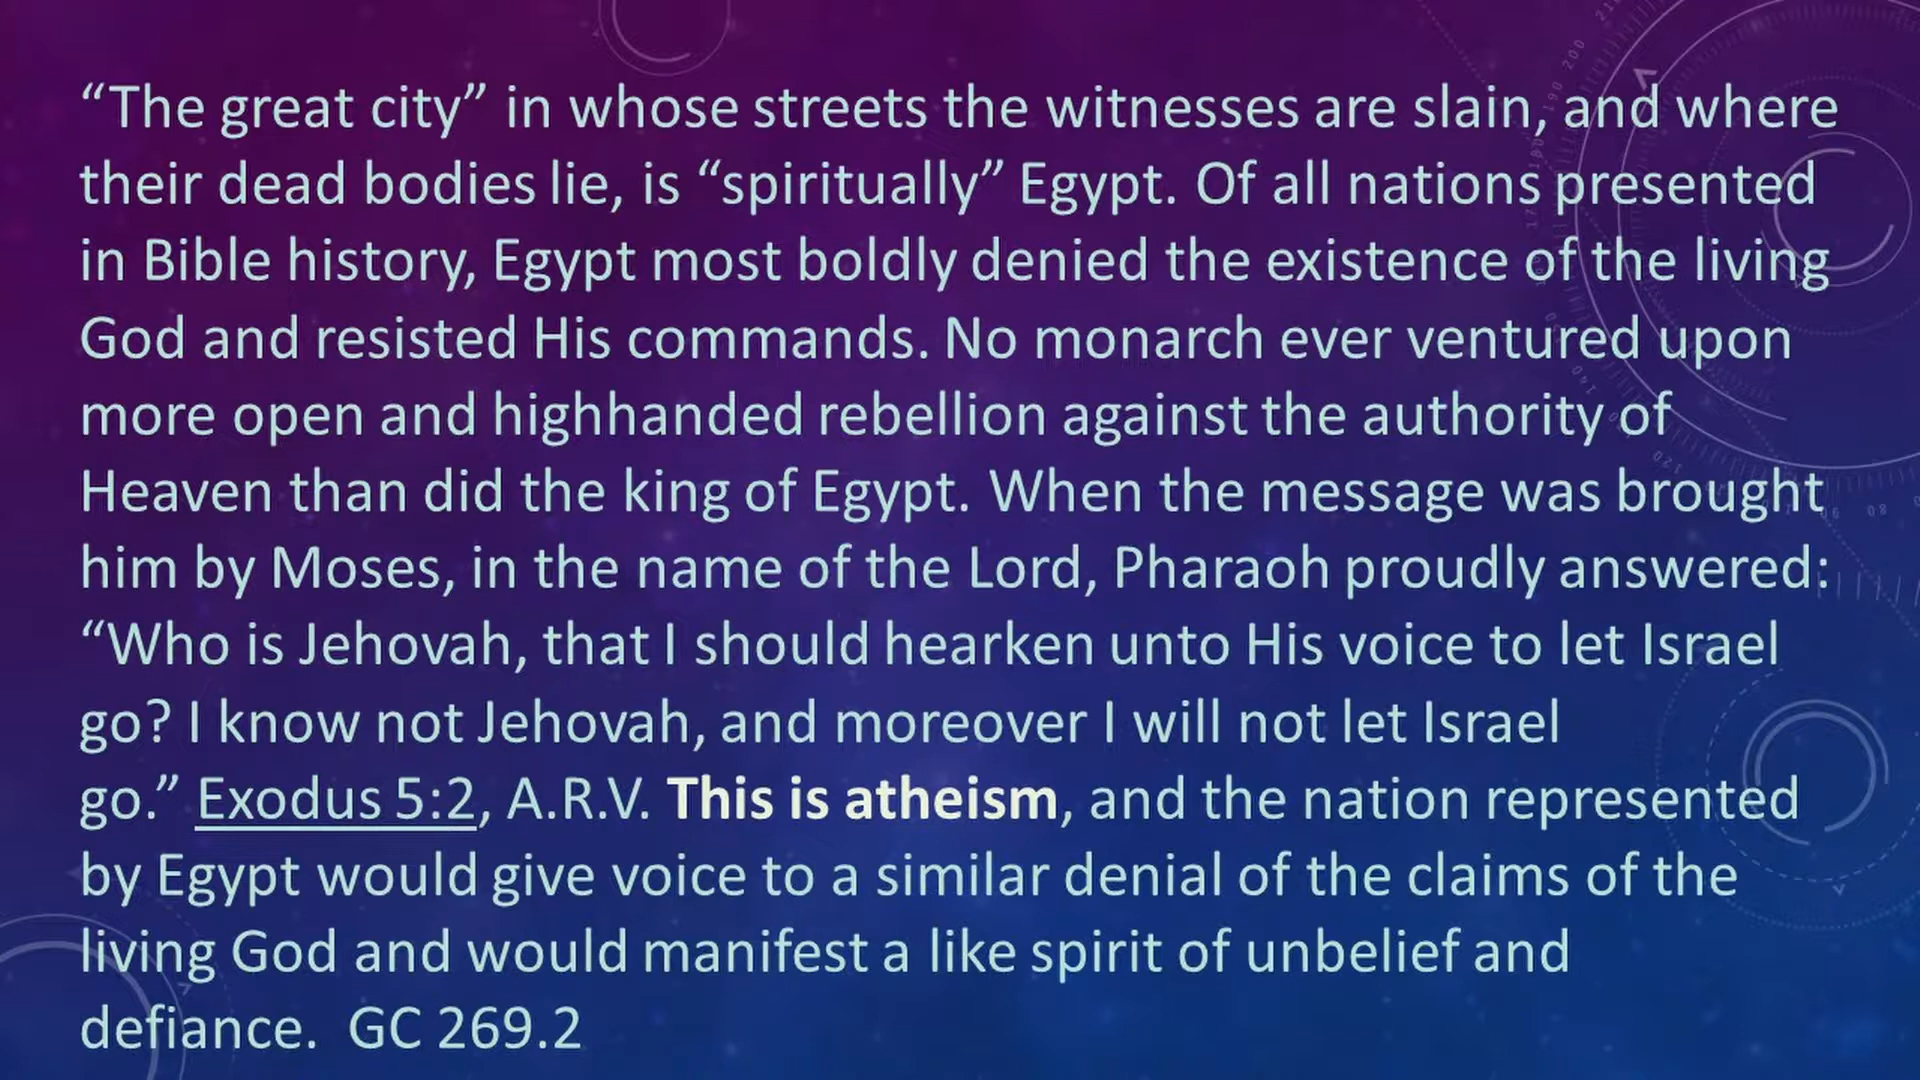 “The great city” in whose streets the witnesses are slain, and where
their dead bodies lie, is “spiritually” Egypt. Of all nations presented
in Bible history, Egypt most boldly denied the existence of the living
God and resisted His commands. No monarch ever ventured upon
more open and highhanded rebellion against the authority of
Heaven than did the king of Egypt. When the message was brought
him by Moses, in the name of the Lord, Pharaoh proudly answered:
“Who is Jehovah, that I should hearken unto His voice to let Israel
go? I know not Jehovah, and moreover I will not let Israel
go.” Exodus 5:2, A.R.V. This is atheism, and the nation represented
by Egypt would give voice to a similar denial of the claims of the
living God and would manifest a like spirit of unbelief and
defiance.  GC 269.2